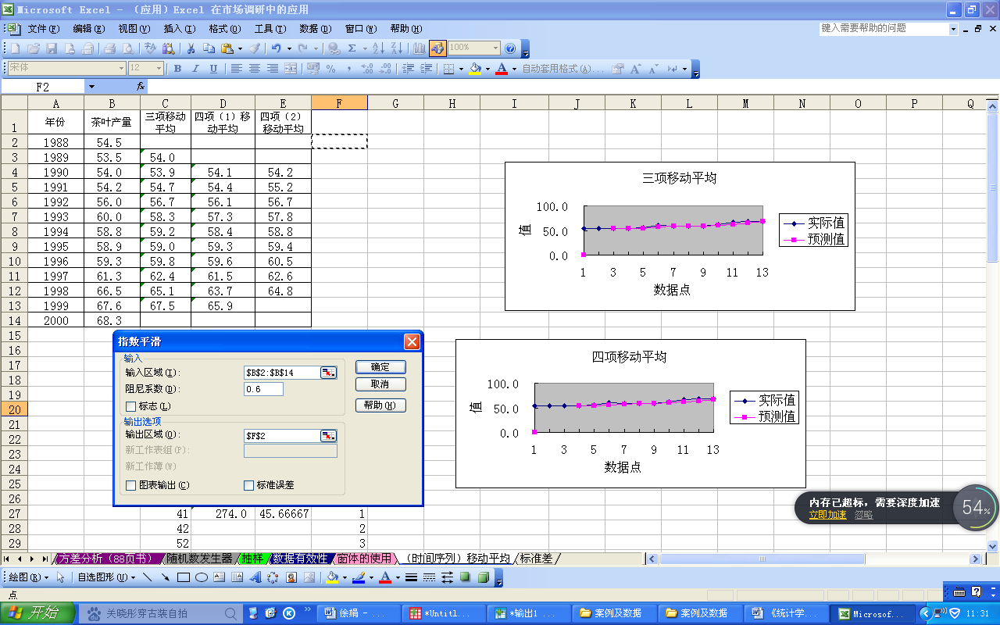 Microsoft Excel - （应用）Excel 在市场调研中的应用
文件(F) 编辑(E) 视图(V) 插入(I) 格式(O) 工具(T) 数据(D) 窗口(W) 帮助(H) 键入需要帮助的问题
100%
宋体 12 B I U 自动套用格式(A)...
F2 fx
A B C D E F G H I J K L M N O P Q
1 年份 茶叶产量 三项移动平均 四项（1）移动平均 四项（2）移动平均
2 1988 54.5
3 1989 53.5 54.0
4 1990 54.0 53.9 54.1 54.2
5 1991 54.2 54.7 54.4 55.2
6 1992 56.0 56.7 56.1 56.7
7 1993 60.0 58.3 57.3 57.8
8 1994 58.8 59.2 58.4 58.8
9 1995 58.9 59.0 59.3 59.4
10 1996 59.3 59.8 59.6 60.5
11 1997 61.3 62.4 61.5 62.6
12 1998 66.5 65.1 63.7 64.8
13 1999 67.6 67.5 65.9
14 2000 68.3
15
16
17
18
19
20
21
22
23
24
25
26
27 41 274.0 45.66667 1
28 42 2
29 52 3
三项移动平均
100.0
50.0
0.0
值
1 3 5 7 9 11 13
数据点
实际值
预测值
四项移动平均
100.0
50.0
0.0
值
1 3 5 7 9 11 13
数据点
实际值
预测值
指数平滑
输入
输入区域(I): $B$2:$B$14 确定
阻尼系数(D): 0.6 取消
标志(L) 帮助(H)
输出选项
输出区域(O): $F$2
新工作表组(P):
新工作薄(W)
图表输出(C) 标准误差
内存已超标，需要深度加速
立即加速 忽略
54%
方差分析（88页书） 随机数发生器 抽样 数据有效性 窗体的使用 （时间序列）移动平均 标准差
绘图(R) 自选图形(U)
点
开始 关晓彤穿古装自拍 徐娟 - ... *Untitl... *输出1 ... 案例及数据 案例及数据 《统计学... Microsof... 11:31